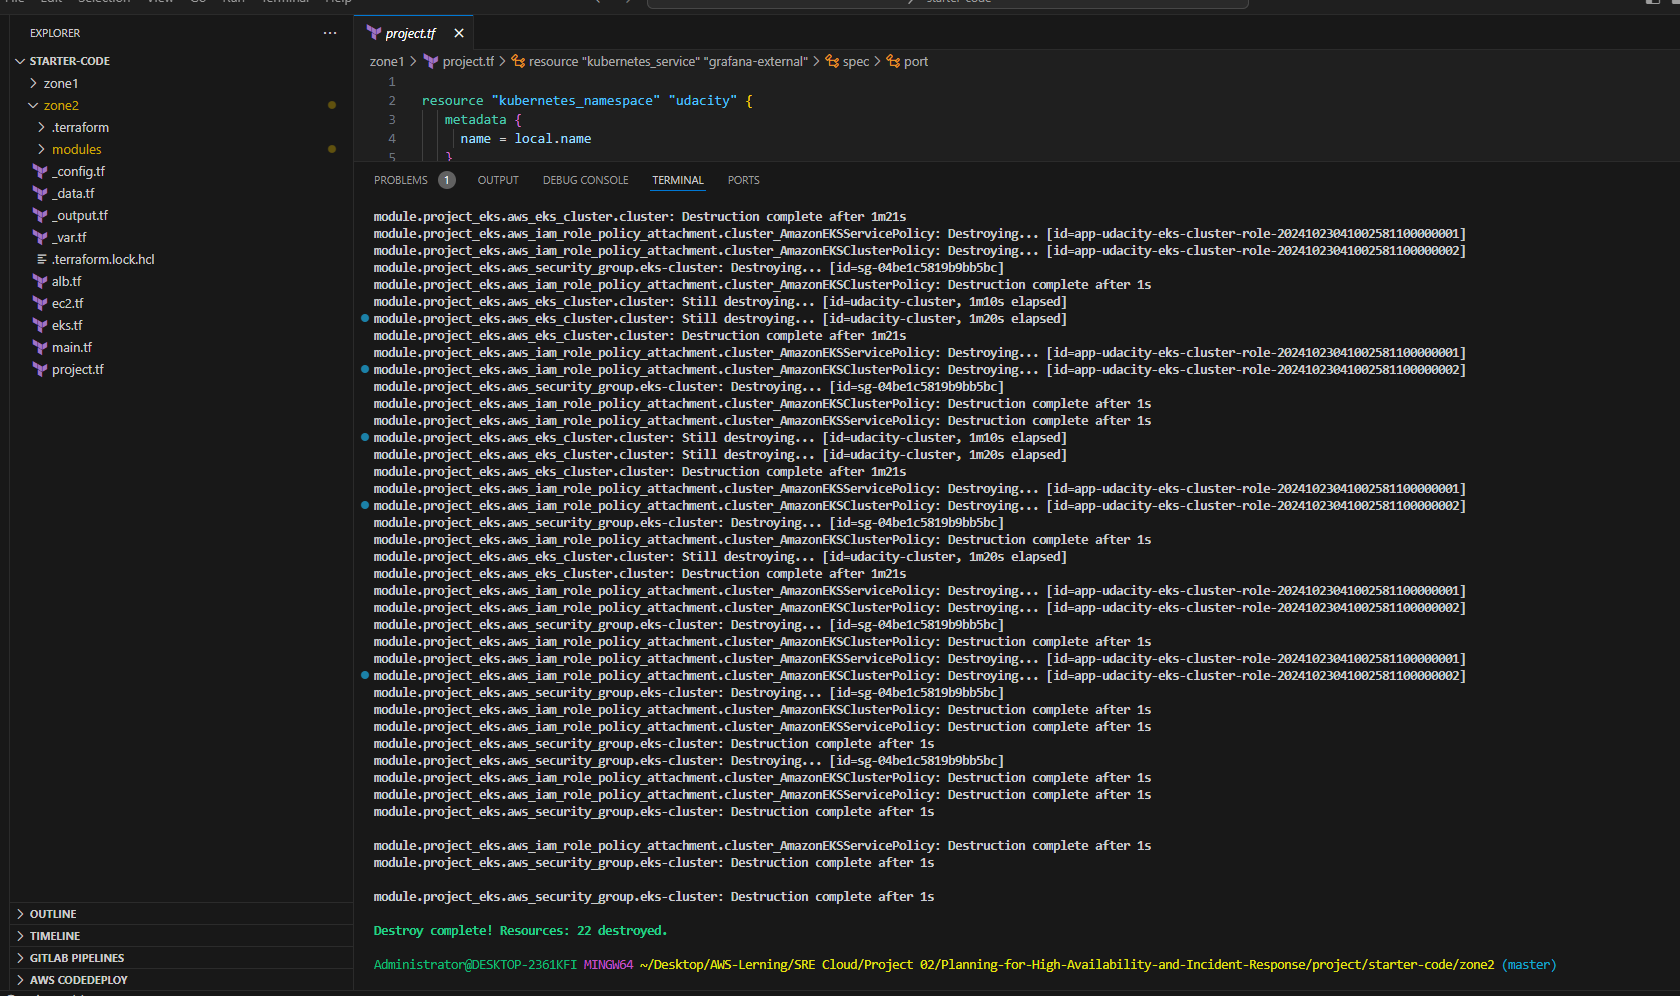 File Edit Selection View Go Run Terminal Help
starter-code
EXPLORER
···
STARTER-CODE
zone1
zone2
.terraform
modules
_config.tf
_data.tf
_output.tf
_var.tf
.terraform.lock.hcl
alb.tf
ec2.tf
eks.tf
main.tf
project.tf
OUTLINE
TIMELINE
GITLAB PIPELINES
AWS CODEDEPLOY
project.tf
zone1 > project.tf > resource "kubernetes_service" "grafana-external" > spec > port
1
2 resource "kubernetes_namespace" "udacity" {
3 metadata {
4 name = local.name
5 }
PROBLEMS 1 OUTPUT DEBUG CONSOLE TERMINAL PORTS
module.project_eks.aws_eks_cluster.cluster: Destruction complete after 1m21s
module.project_eks.aws_iam_role_policy_attachment.cluster_AmazonEKSServicePolicy: Destroying... [id=app-udacity-eks-cluster-role-20241023041002581100000001]
module.project_eks.aws_iam_role_policy_attachment.cluster_AmazonEKSClusterPolicy: Destroying... [id=app-udacity-eks-cluster-role-20241023041002581100000002]
module.project_eks.aws_security_group.eks-cluster: Destroying... [id=sg-04be1c5819b9bb5bc]
module.project_eks.aws_iam_role_policy_attachment.cluster_AmazonEKSClusterPolicy: Destruction complete after 1s
module.project_eks.aws_eks_cluster.cluster: Still destroying... [id=udacity-cluster, 1m10s elapsed]
module.project_eks.aws_eks_cluster.cluster: Still destroying... [id=udacity-cluster, 1m20s elapsed]
module.project_eks.aws_eks_cluster.cluster: Destruction complete after 1m21s
module.project_eks.aws_iam_role_policy_attachment.cluster_AmazonEKSServicePolicy: Destroying... [id=app-udacity-eks-cluster-role-20241023041002581100000001]
module.project_eks.aws_iam_role_policy_attachment.cluster_AmazonEKSClusterPolicy: Destroying... [id=app-udacity-eks-cluster-role-20241023041002581100000002]
module.project_eks.aws_security_group.eks-cluster: Destroying... [id=sg-04be1c5819b9bb5bc]
module.project_eks.aws_iam_role_policy_attachment.cluster_AmazonEKSClusterPolicy: Destruction complete after 1s
module.project_eks.aws_iam_role_policy_attachment.cluster_AmazonEKSServicePolicy: Destruction complete after 1s
module.project_eks.aws_eks_cluster.cluster: Still destroying... [id=udacity-cluster, 1m10s elapsed]
module.project_eks.aws_eks_cluster.cluster: Still destroying... [id=udacity-cluster, 1m20s elapsed]
module.project_eks.aws_eks_cluster.cluster: Destruction complete after 1m21s
module.project_eks.aws_iam_role_policy_attachment.cluster_AmazonEKSServicePolicy: Destroying... [id=app-udacity-eks-cluster-role-20241023041002581100000001]
module.project_eks.aws_iam_role_policy_attachment.cluster_AmazonEKSClusterPolicy: Destroying... [id=app-udacity-eks-cluster-role-20241023041002581100000002]
module.project_eks.aws_security_group.eks-cluster: Destroying... [id=sg-04be1c5819b9bb5bc]
module.project_eks.aws_iam_role_policy_attachment.cluster_AmazonEKSClusterPolicy: Destruction complete after 1s
module.project_eks.aws_eks_cluster.cluster: Still destroying... [id=udacity-cluster, 1m20s elapsed]
module.project_eks.aws_eks_cluster.cluster: Destruction complete after 1m21s
module.project_eks.aws_iam_role_policy_attachment.cluster_AmazonEKSServicePolicy: Destroying... [id=app-udacity-eks-cluster-role-20241023041002581100000001]
module.project_eks.aws_iam_role_policy_attachment.cluster_AmazonEKSClusterPolicy: Destroying... [id=app-udacity-eks-cluster-role-20241023041002581100000002]
module.project_eks.aws_security_group.eks-cluster: Destroying... [id=sg-04be1c5819b9bb5bc]
module.project_eks.aws_iam_role_policy_attachment.cluster_AmazonEKSClusterPolicy: Destruction complete after 1s
module.project_eks.aws_iam_role_policy_attachment.cluster_AmazonEKSServicePolicy: Destroying... [id=app-udacity-eks-cluster-role-20241023041002581100000001]
module.project_eks.aws_iam_role_policy_attachment.cluster_AmazonEKSClusterPolicy: Destroying... [id=app-udacity-eks-cluster-role-20241023041002581100000002]
module.project_eks.aws_security_group.eks-cluster: Destroying... [id=sg-04be1c5819b9bb5bc]
module.project_eks.aws_iam_role_policy_attachment.cluster_AmazonEKSClusterPolicy: Destruction complete after 1s
module.project_eks.aws_iam_role_policy_attachment.cluster_AmazonEKSServicePolicy: Destruction complete after 1s
module.project_eks.aws_security_group.eks-cluster: Destruction complete after 1s
module.project_eks.aws_security_group.eks-cluster: Destroying... [id=sg-04be1c5819b9bb5bc]
module.project_eks.aws_iam_role_policy_attachment.cluster_AmazonEKSClusterPolicy: Destruction complete after 1s
module.project_eks.aws_iam_role_policy_attachment.cluster_AmazonEKSServicePolicy: Destruction complete after 1s
module.project_eks.aws_security_group.eks-cluster: Destruction complete after 1s
module.project_eks.aws_iam_role_policy_attachment.cluster_AmazonEKSServicePolicy: Destruction complete after 1s
module.project_eks.aws_security_group.eks-cluster: Destruction complete after 1s
module.project_eks.aws_security_group.eks-cluster: Destruction complete after 1s
Destroy complete! Resources: 22 destroyed.
Administrator@DESKTOP-2361KFI MINGW64 ~/Desktop/AWS-Lerning/SRE Cloud/Project 02/Planning-for-High-Availability-and-Incident-Response/project/starter-code/zone2 (master)